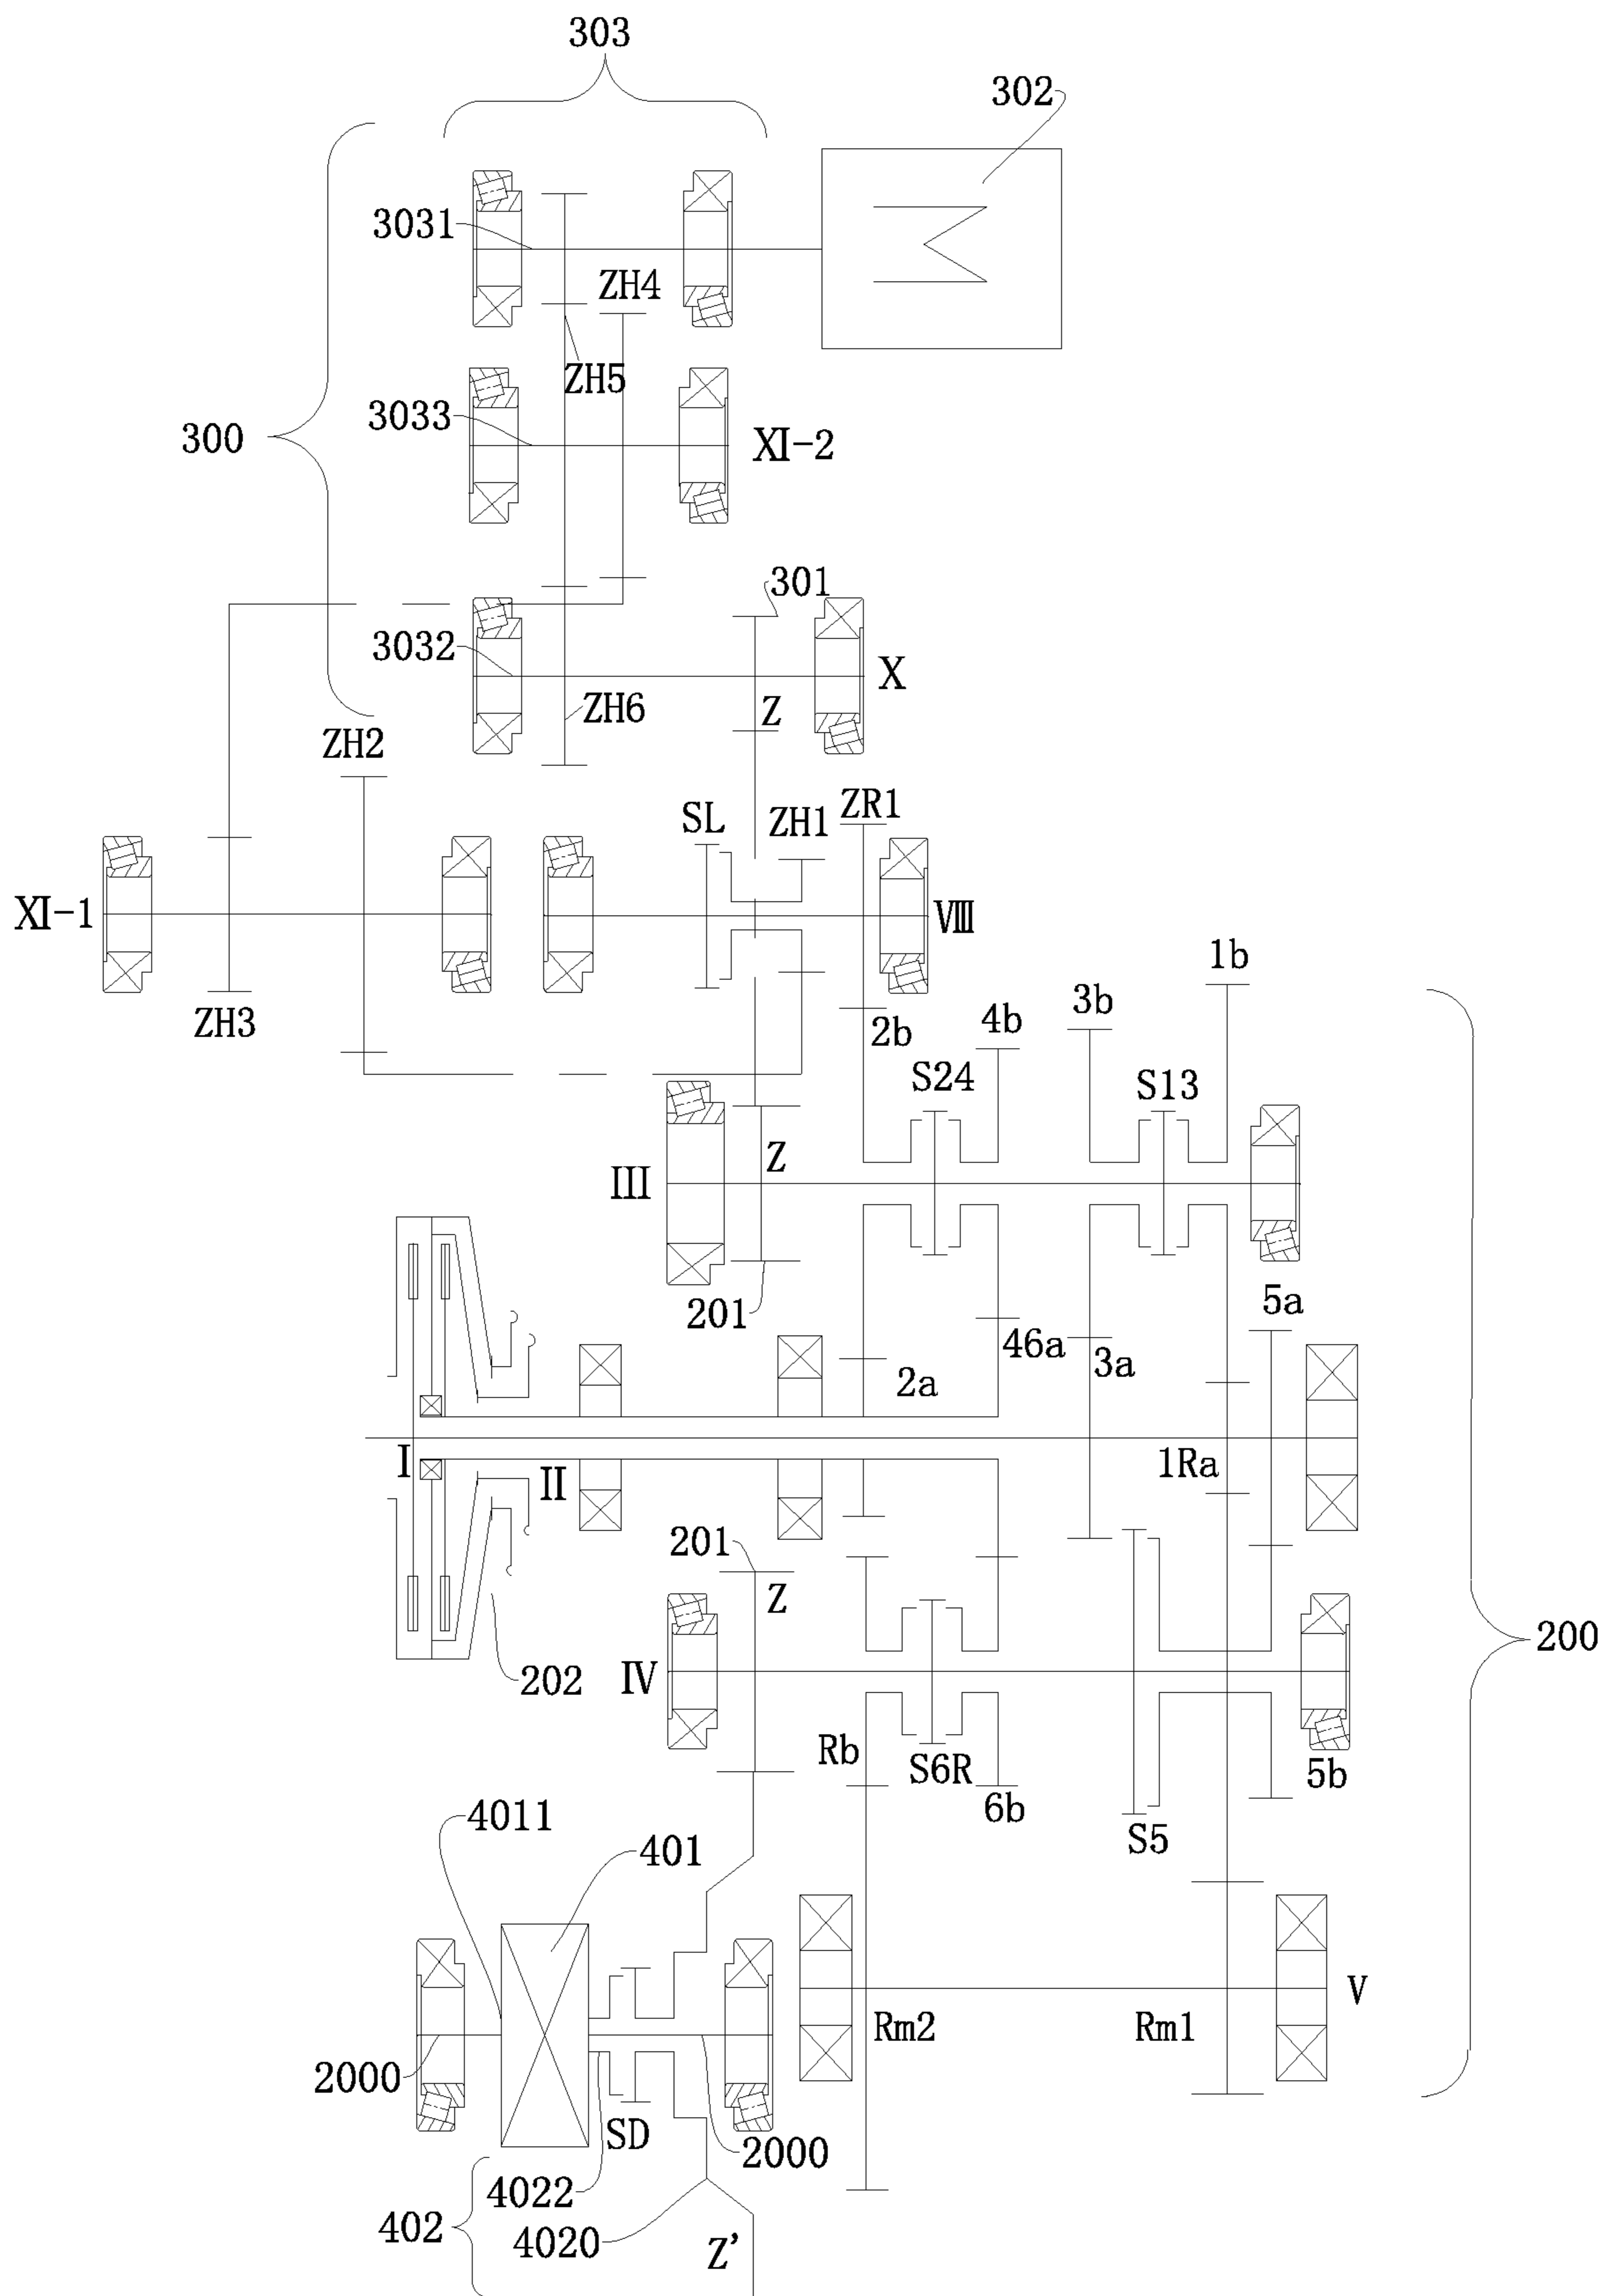 303
302
3031
ZH4
ZH5
3033
300
XI-2
301
3032
X
ZH6
Z
ZH2
SL
ZH1
ZR1
XI-1
VIII
1b
ZH3
3b
2b
4b
S24
S13
Z
III
201
5a
46a
3a
2a
I
II
1Ra
201
Z
200
202
IV
Rb
S6R
5b
6b
4011
S5
401
V
Rm2
Rm1
2000
SD
2000
4022
402
4020
Z'